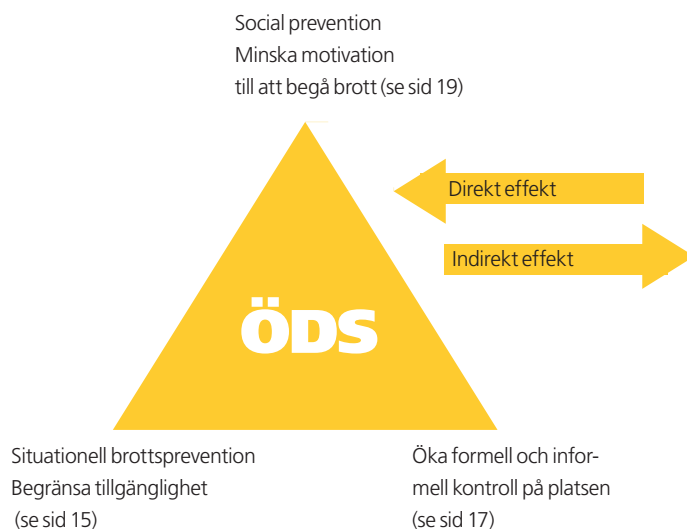 Social prevention
Minska motivation
till att begå brott (se sid 19)
Direkt effekt
Indirekt effekt
ÖDS
Situationell brottsprevention
Begränsa tillgänglighet
(se sid 15)
Öka formell och infor-
mell kontroll på platsen
(se sid 17)